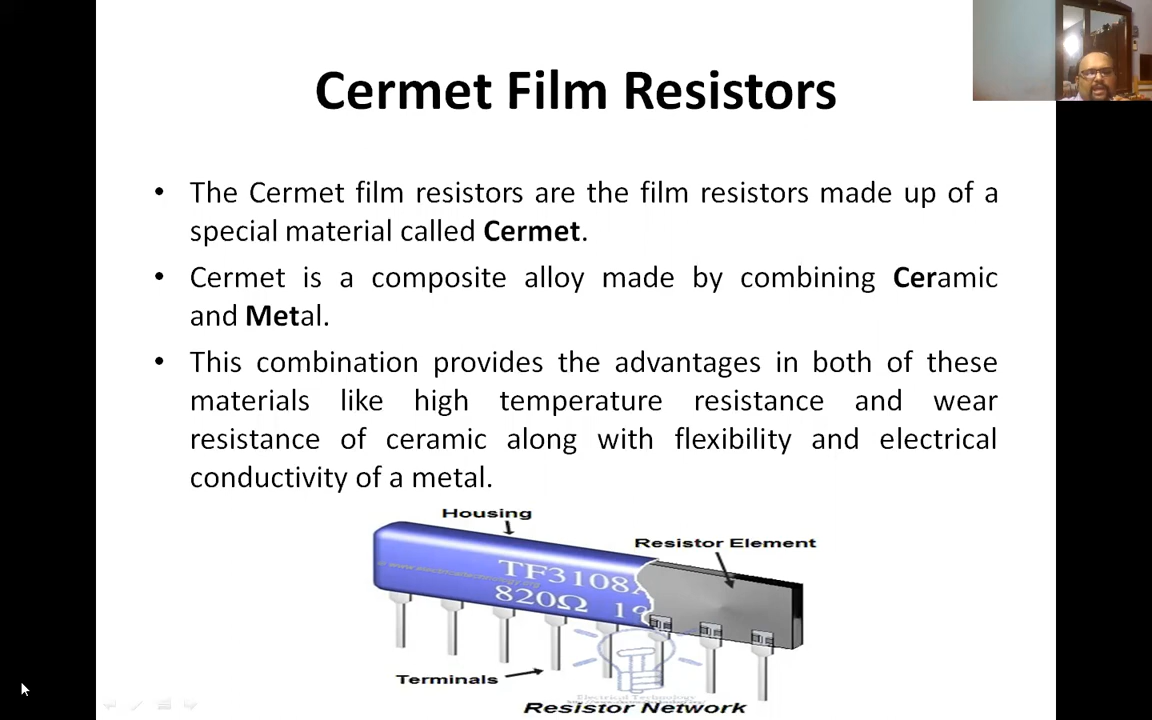 Cermet Film Resistors
• The Cermet film resistors are the film resistors made up of a
special material called Cermet.
• Cermet is a composite alloy made by combining Ceramic
and Metal.
• This combination provides the advantages in both of these
materials like high temperature resistance and wear
resistance of ceramic along with flexibility and electrical
conductivity of a metal.
Housing
Resistor Element
TF3108
820Ω 1
Terminals
Electrical Technology
Resistor Network